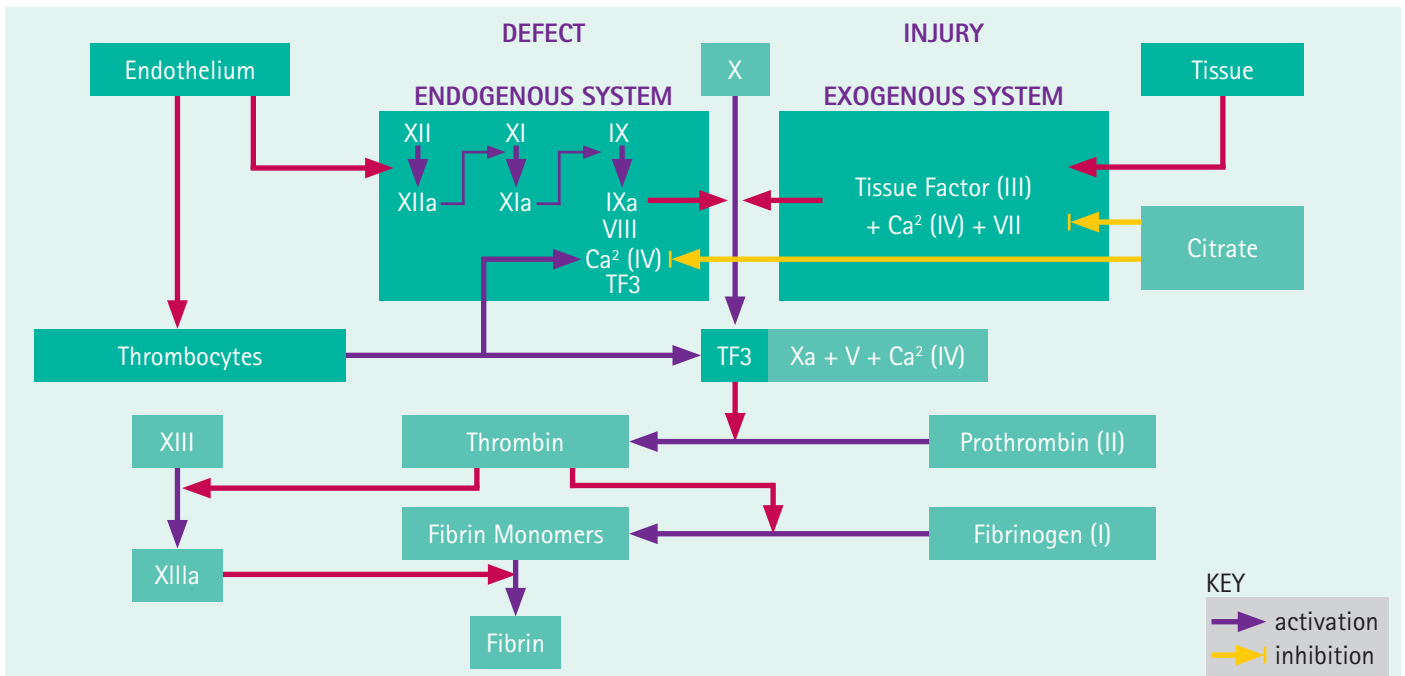 DEFECT
INJURY
Endothelium
X
Tissue
ENDOGENOUS SYSTEM
EXOGENOUS SYSTEM
XII
XI
IX
XIIa
XIa
IXa
VIII
Ca² (IV)
TF3
Tissue Factor (III)
+ Ca² (IV) + VII
Citrate
Thrombocytes
TF3
Xa + V + Ca² (IV)
XIII
Thrombin
Prothrombin (II)
Fibrin Monomers
Fibrinogen (I)
XIIIa
Fibrin
KEY
activation
inhibition